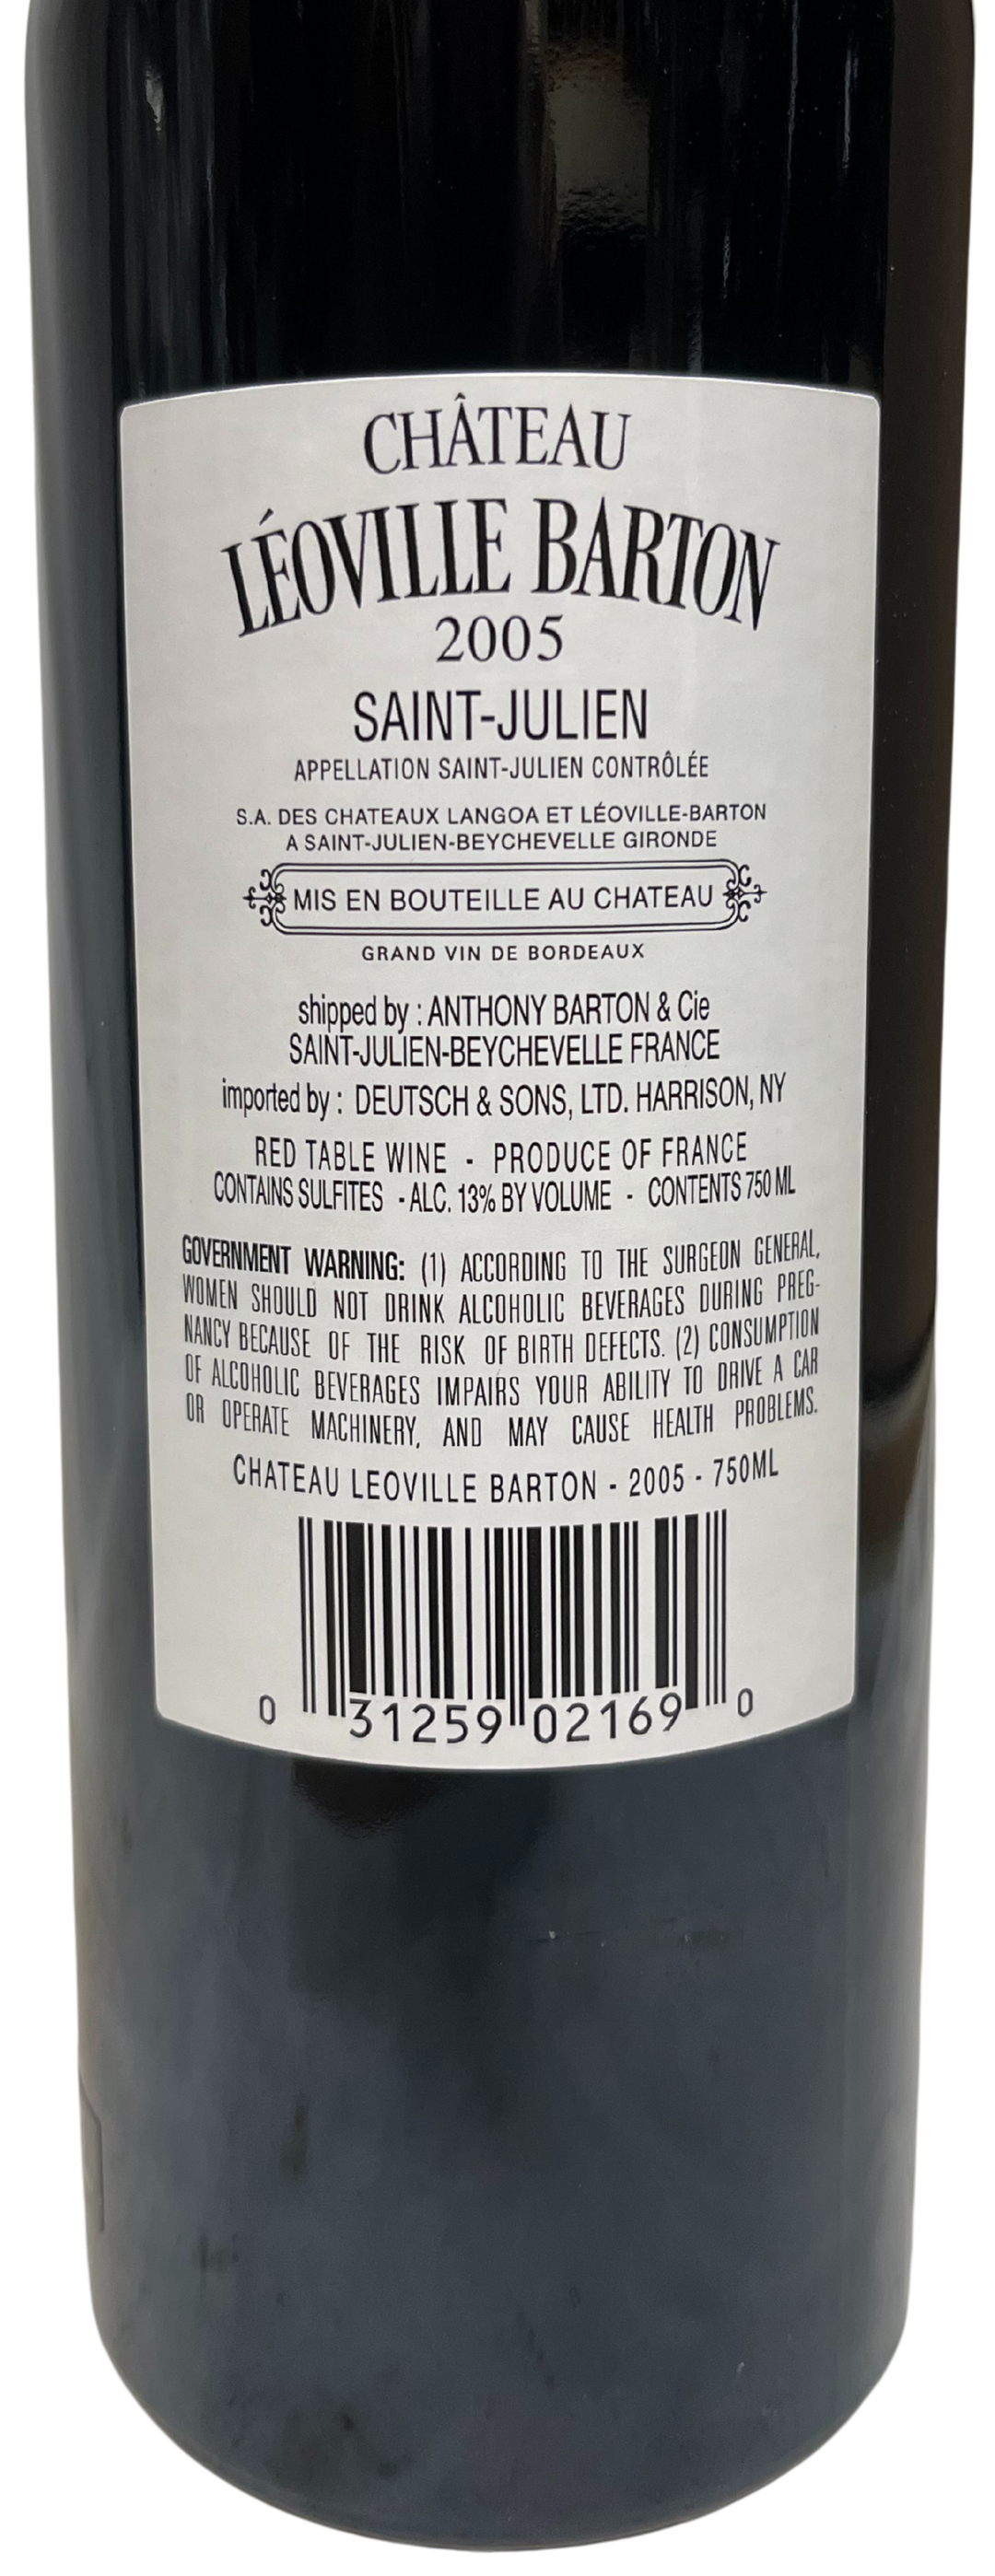 CHÂTEAU
LÉOVILLE BARTON
2005
SAINT-JULIEN
APPELLATION SAINT-JULIEN CONTRÔLÉE
S.A. DES CHATEAUX LANGOA ET LÉOVILLE-BARTON
A SAINT-JULIEN-BEYCHEVELLE GIRONDE
MIS EN BOUTEILLE AU CHATEAU
GRAND VIN DE BORDEAUX
shipped by : ANTHONY BARTON & Cie
SAINT-JULIEN-BEYCHEVELLE FRANCE
imported by : DEUTSCH & SONS, LTD. HARRISON, NY
RED TABLE WINE - PRODUCE OF FRANCE
CONTAINS SULFITES - ALC. 13% BY VOLUME - CONTENTS 750 ML
GOVERNMENT WARNING: (1) ACCORDING TO THE SURGEON GENERAL,
WOMEN SHOULD NOT DRINK ALCOHOLIC BEVERAGES DURING PREG-
NANCY BECAUSE OF THE RISK OF BIRTH DEFECTS. (2) CONSUMPTION
OF ALCOHOLIC BEVERAGES IMPAIRS YOUR ABILITY TO DRIVE A CAR
OR OPERATE MACHINERY, AND MAY CAUSE HEALTH PROBLEMS.
CHATEAU LEOVILLE BARTON - 2005 - 750ML
0 31259 02169 0